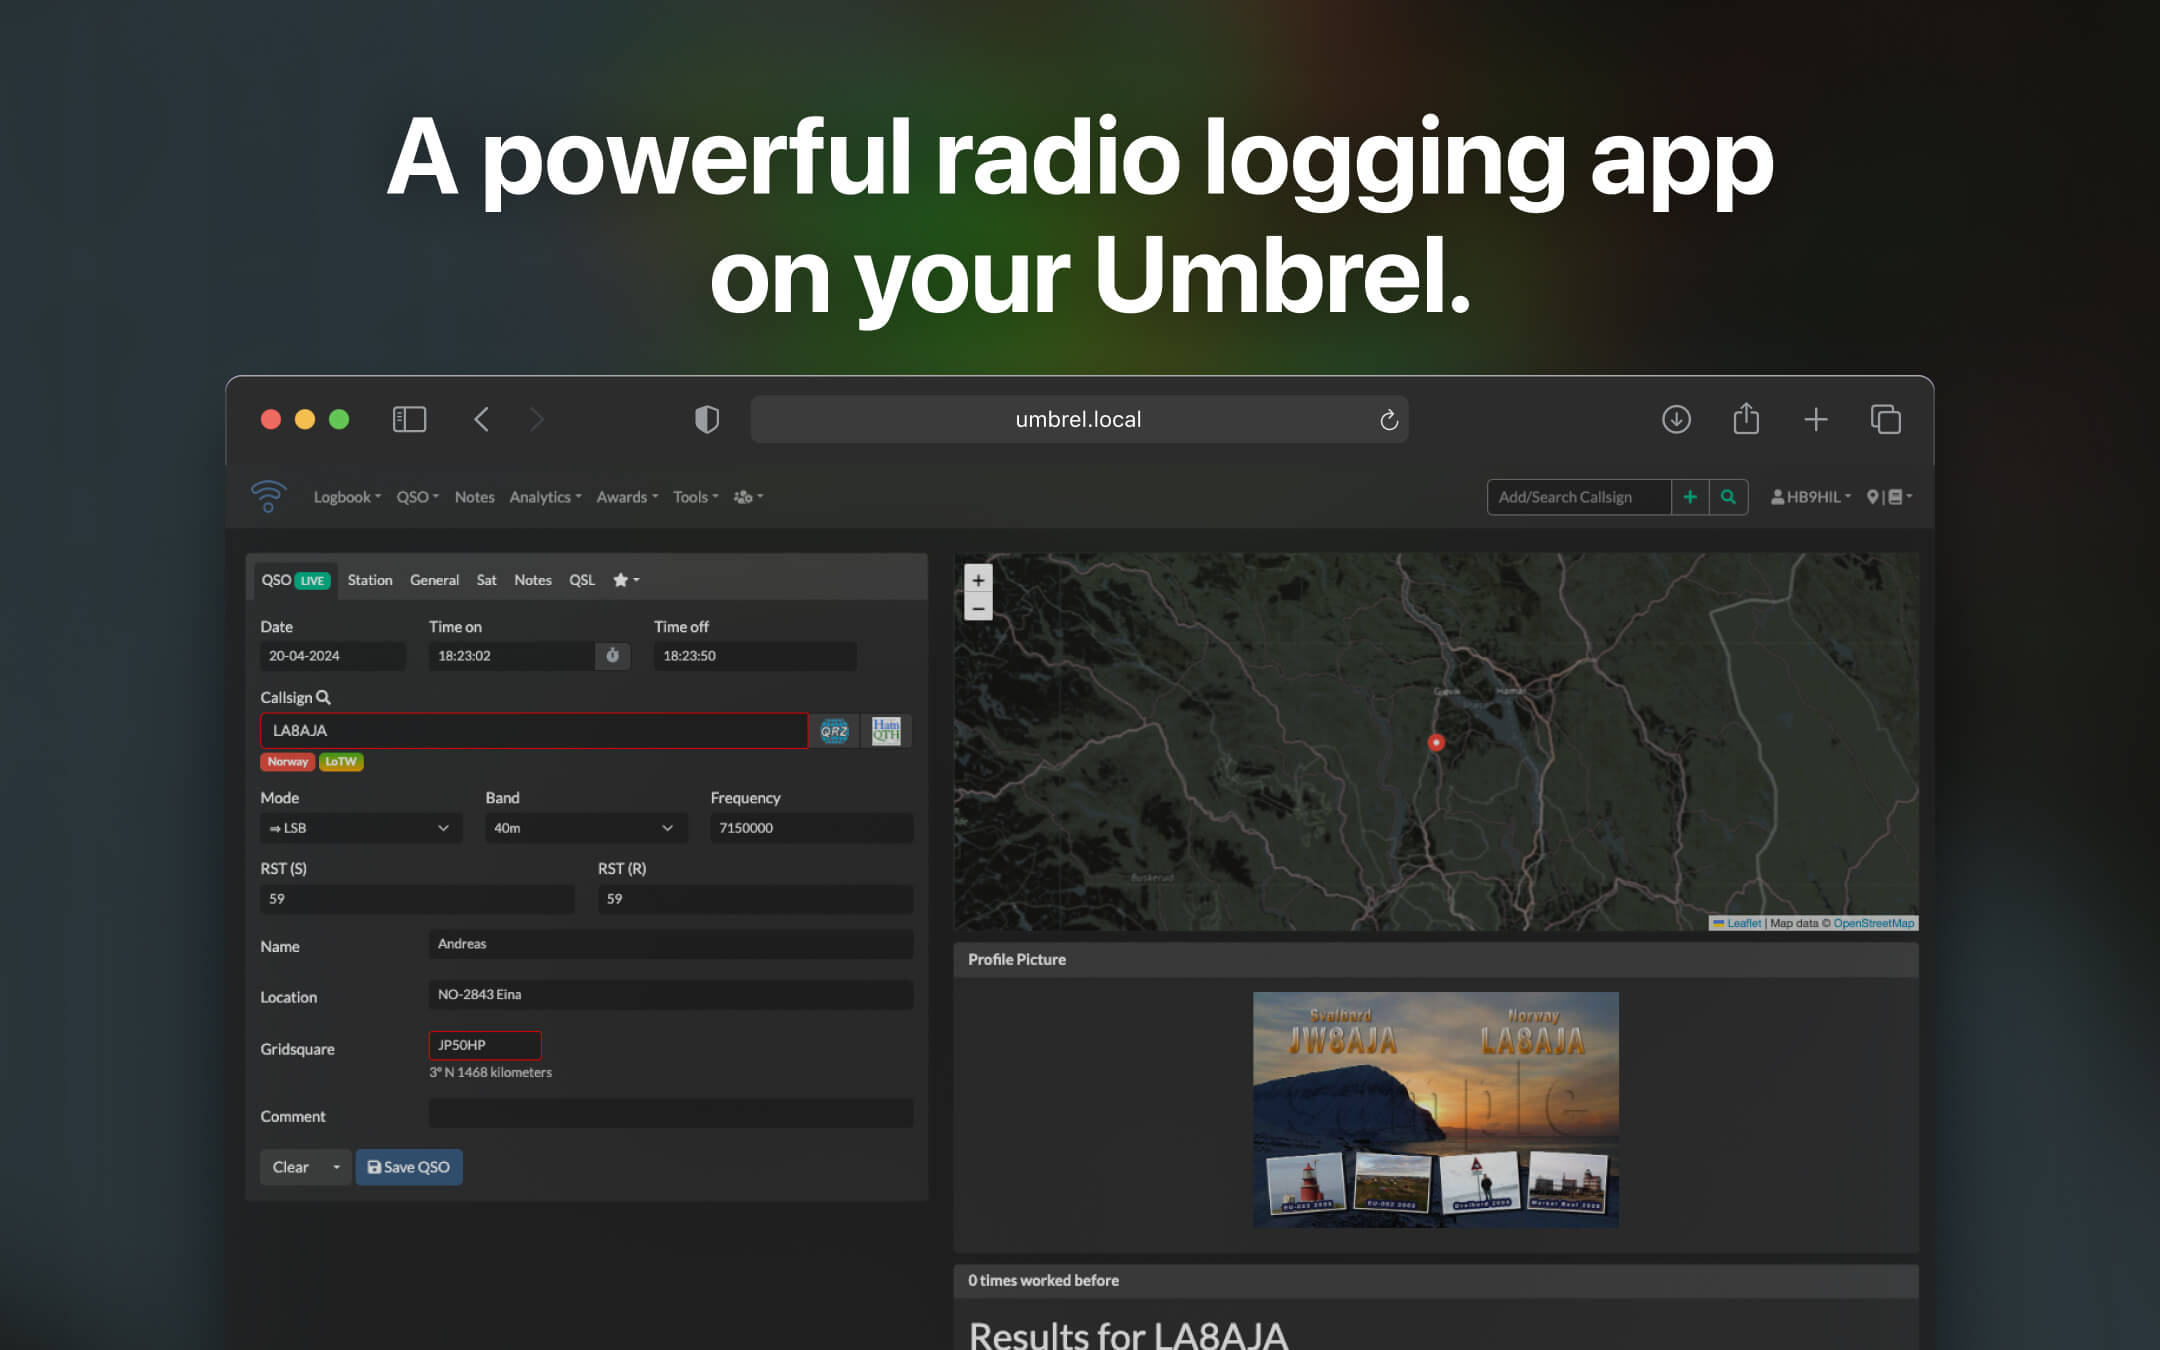 A powerful radio logging app
on your Umbrel.
umbrel.local
Logbook QSO Notes Analytics Awards Tools
Add/Search Callsign
HB9HIL
QSO LIVE Station General Sat Notes QSL
Date Time on Time off
20-04-2024 18:23:02 18:23:50
Callsign
LA8AJA
QRZ
Ham
QTH
Norway LoTW
Mode Band Frequency
⇒ LSB 40m 7150000
RST (S) RST (R)
59 59
Name Andreas
Location NO-2843 Eina
Gridsquare JP50HP
3° N 1468 kilometers
Comment
Clear Save QSO
+
−
Gjøvik Hamar
Buskerud
Leaflet | Map data © OpenStreetMap
Profile Picture
Svalbard Norway
JW8AJA LA8AJA
0 times worked before
Results for LA8AJA